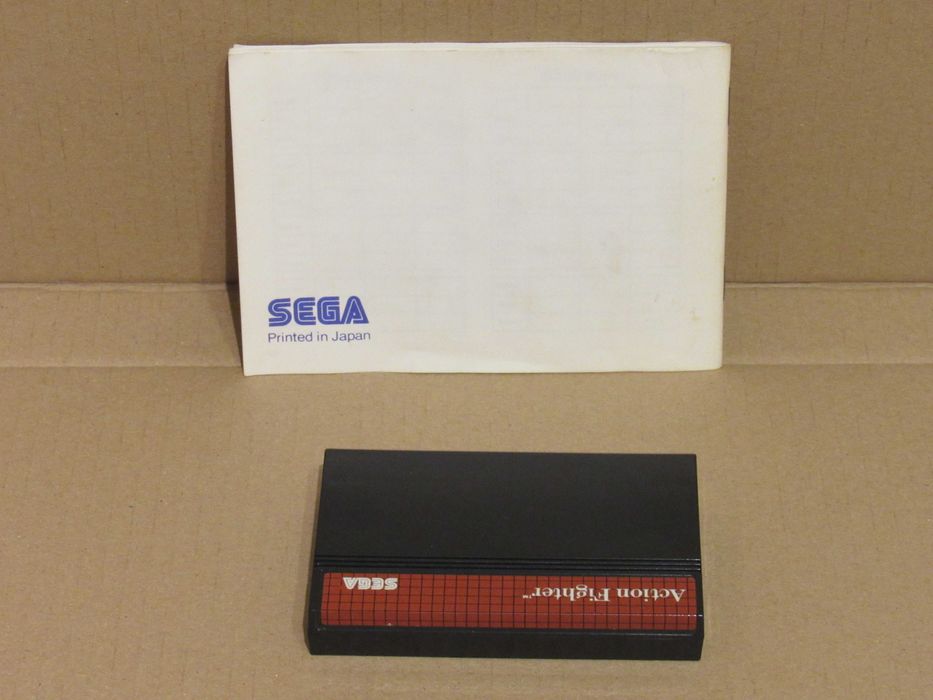 SEGA
Printed in Japan
Action Fighter™
SEGA